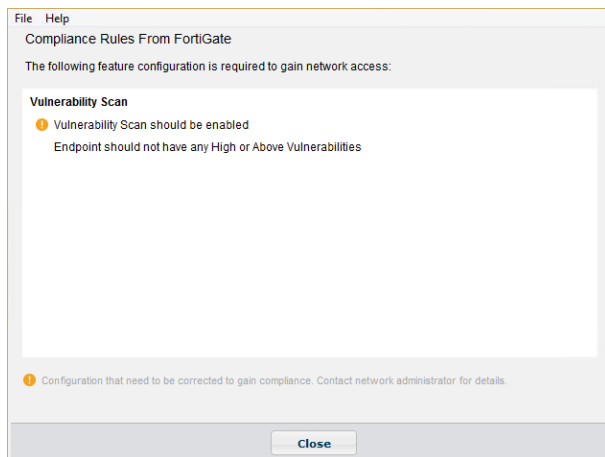 File Help
Compliance Rules From FortiGate
The following feature configuration is required to gain network access:
Vulnerability Scan
Vulnerability Scan should be enabled
Endpoint should not have any High or Above Vulnerabilities
Configuration that need to be corrected to gain compliance. Contact network administrator for details.
Close